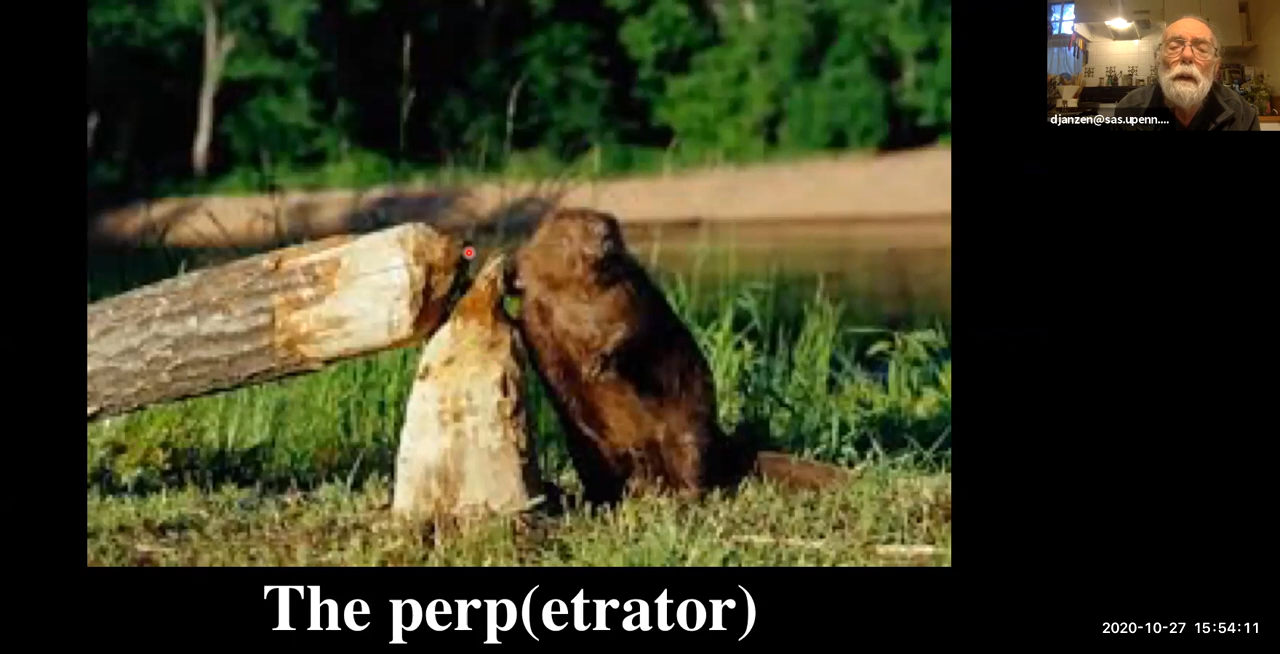 djanzen@sas.upenn....
The perp(etrator)
2020-10-27 15:54:11